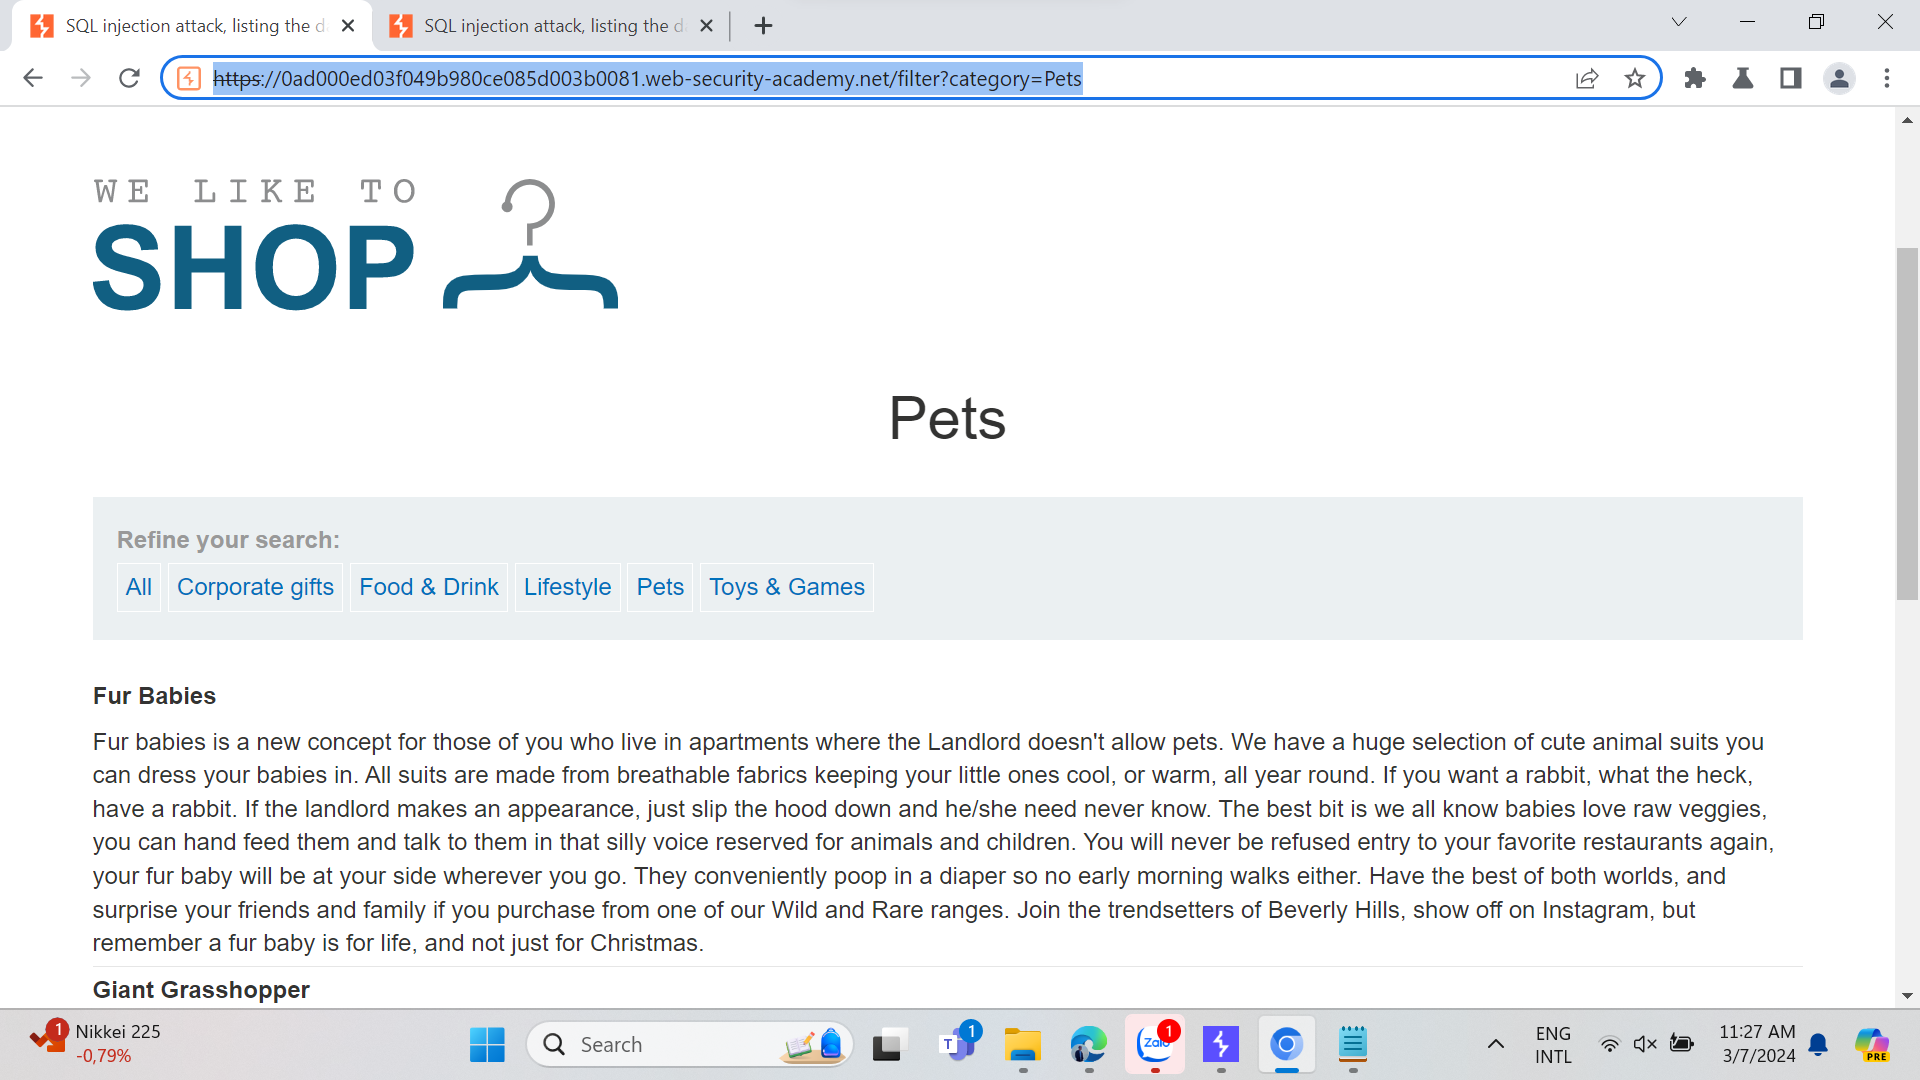 SQL injection attack, listing the d
SQL injection attack, listing the d
https://0ad000ed03f049b980ce085d003b0081.web-security-academy.net/filter?category=Pets
WE LIKE TO
SHOP
Pets
Refine your search:
All Corporate gifts Food & Drink Lifestyle Pets Toys & Games
Fur Babies
Fur babies is a new concept for those of you who live in apartments where the Landlord doesn't allow pets. We have a huge selection of cute animal suits you
can dress your babies in. All suits are made from breathable fabrics keeping your little ones cool, or warm, all year round. If you want a rabbit, what the heck,
have a rabbit. If the landlord makes an appearance, just slip the hood down and he/she need never know. The best bit is we all know babies love raw veggies,
you can hand feed them and talk to them in that silly voice reserved for animals and children. You will never be refused entry to your favorite restaurants again,
your fur baby will be at your side wherever you go. They conveniently poop in a diaper so no early morning walks either. Have the best of both worlds, and
surprise your friends and family if you purchase from one of our Wild and Rare ranges. Join the trendsetters of Beverly Hills, show off on Instagram, but
remember a fur baby is for life, and not just for Christmas.
Giant Grasshopper
1 Nikkei 225
-0,79%
Search
T 1
Zalo 1
ENG
INTL
11:27 AM
3/7/2024
PRE